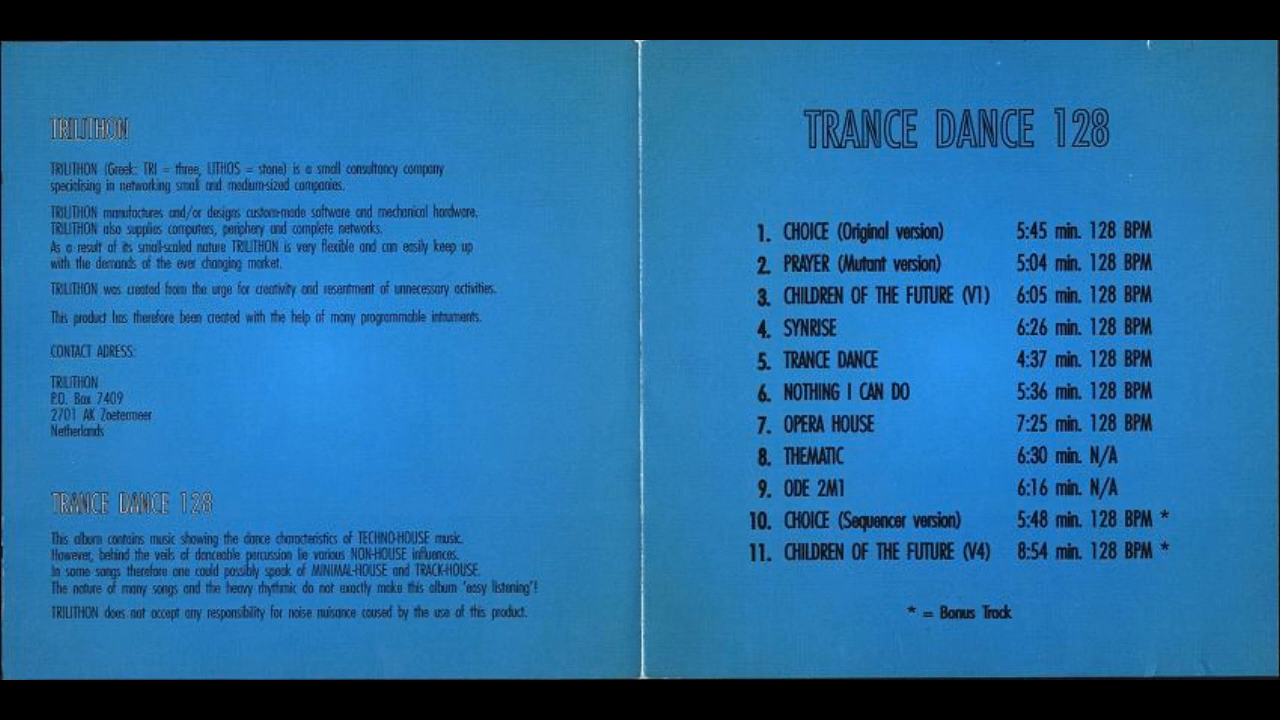 TRILITHON
TRILITHON (Greek: TRI = three, LITHOS = stone) is a small consultancy company
specialising in networking small and medium-sized companies.
TRILITHON manufactures and/or designs custom-made software and mechanical hardware.
TRILITHON also supplies computers, periphery and complete networks.
As a result of its small-scaled nature TRILITHON is very flexible and can easily keep up
with the demands of the ever changing market.
TRILITHON was created from the urge for creativity and resentment of unnecessary activities.
This product has therefore been created with the help of many programmable intruments.
CONTACT ADRESS:
TRILITHON
P.O. Box 7409
2701 AK Zoetermeer
Netherlands
TRANCE DANCE 128
This album contains music showing the dance characteristics of TECHNO-HOUSE music.
However, behind the veils of danceable percussion lie various NON-HOUSE influences.
In some songs therefore one could possibly speak of MINIMAL-HOUSE and TRACK-HOUSE.
The nature of many songs and the heavy rhythmic do not exactly make this album 'easy listening'!
TRILITHON does not accept any responsibility for noise nuisance caused by the use of this product.
TRANCE DANCE 128
1. CHOICE (Original version) 5:45 min. 128 BPM
2. PRAYER (Mutant version) 5:04 min. 128 BPM
3. CHILDREN OF THE FUTURE (V1) 6:05 min. 128 BPM
4. SYNRISE 6:26 min. 128 BPM
5. TRANCE DANCE 4:37 min. 128 BPM
6. NOTHING I CAN DO 5:36 min. 128 BPM
7. OPERA HOUSE 7:25 min. 128 BPM
8. THEMATIC 6:30 min. N/A
9. ODE 2M1 6:16 min. N/A
10. CHOICE (Sequencer version) 5:48 min. 128 BPM *
11. CHILDREN OF THE FUTURE (V4) 8:54 min. 128 BPM *
* = Bonus Track